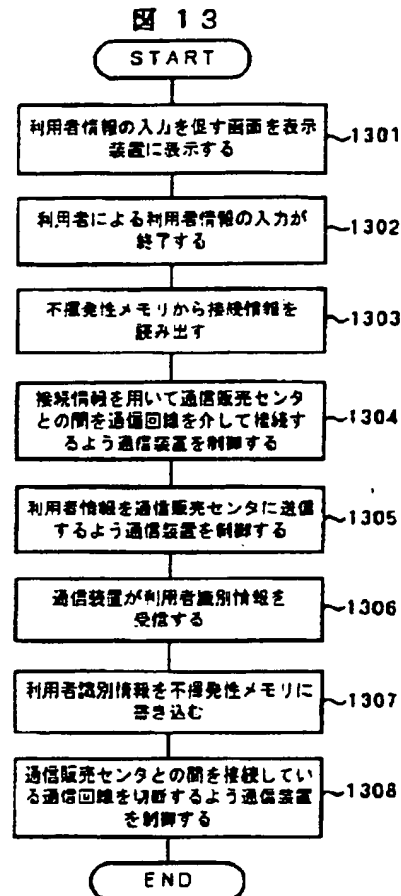 図 13
START
利用者情報の入力を促す画面を表示
装置に表示する
~1301
利用者による利用者情報の入力が
終了する
~1302
不揮発性メモリから接続情報を
読み出す
~1303
接続情報を用いて通信販売センタ
との間を通信回線を介して接続す
るよう通信装置を制御する
~1304
利用者情報を通信販売センタに送信
するよう通信装置を制御する
~1305
通信装置が利用者識別情報を
受信する
~1306
利用者識別情報を不揮発性メモリに
書き込む
~1307
通信販売センタとの間を接続してい
る通信回線を切断するよう通信装置
を制御する
~1308
END